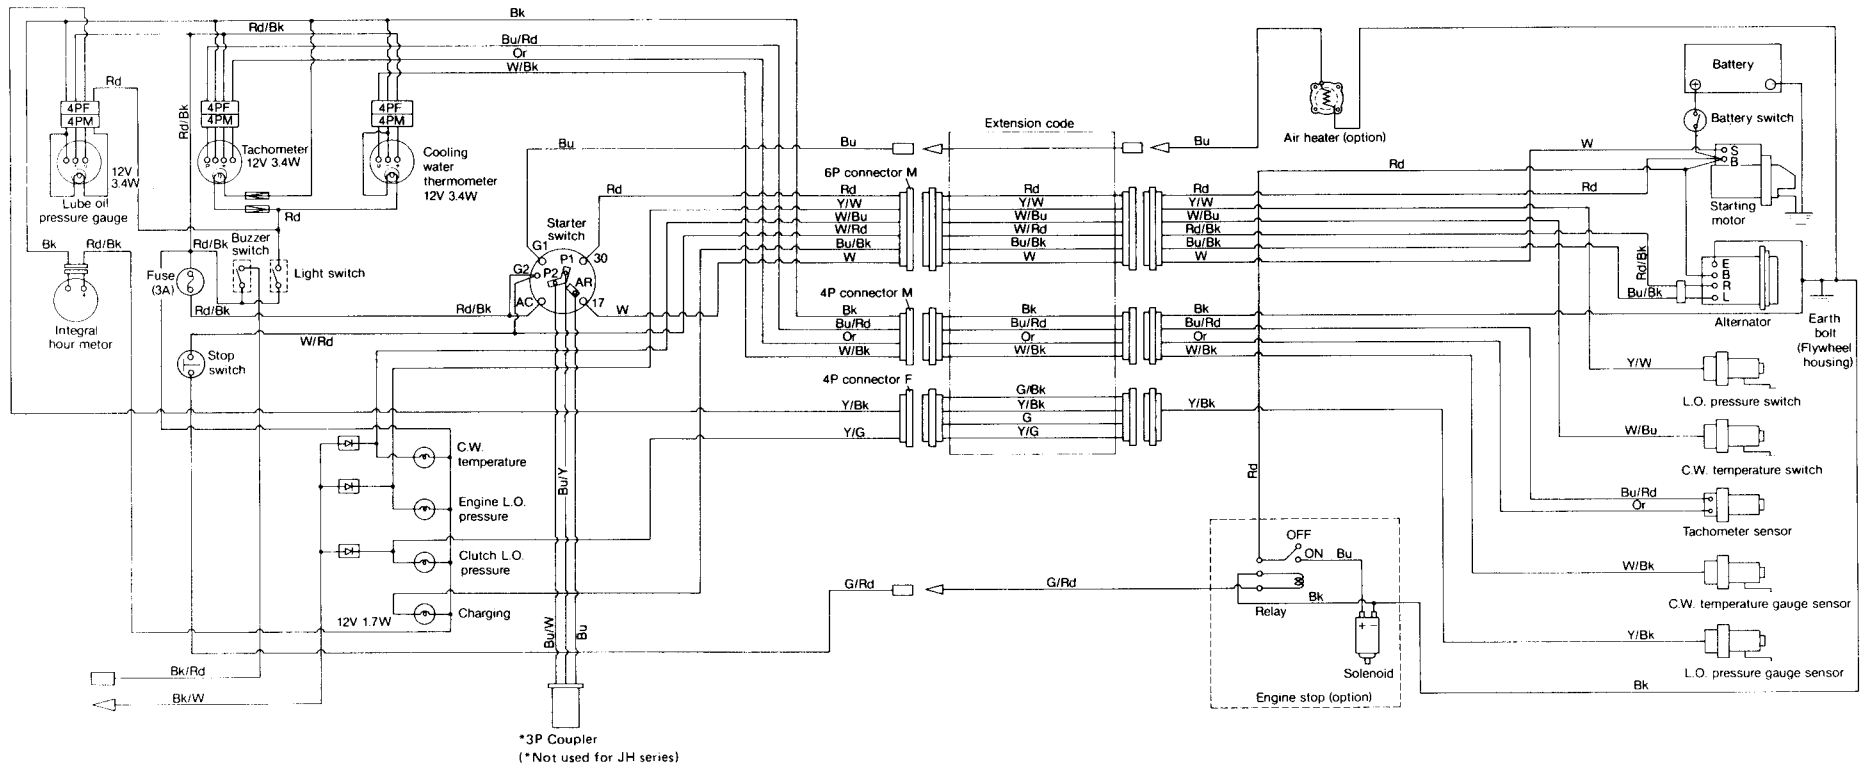 Bk
Rd/Bk
Bu/Rd
Or
W/Bk
Rd
4PF
4PM
4PF
4PM
4PF
4PM
Rd/Bk
Battery
Battery switch
Extension code
Air heater (option)
Tachometer
12V 3.4W
Cooling
water
thermometer
12V 3.4W
12V
3.4W
Lube oil
pressure gauge
Bu
Bu
Bu
W
S
B
Rd
Starting
motor
6P connector M
Rd
Rd
Rd
Rd
Rd
Y/W
Y/W
Y/W
W/Bu
W/Bu
W/Bu
W/Rd
W/Rd
Rd/Bk
Bu/Bk
Bu/Bk
Bu/Bk
W
W
W
Rd
Bk
Rd/Bk
Rd/Bk
Buzzer
switch
Light switch
Fuse
(3A)
Rd/Bk
Integral
hour motor
Starter
switch
G1
P1
30
G2
P2
AR
AC
17
W
Rd/Bk
W/Rd
Stop
switch
4P connector M
Bk
Bk
Bk
Bu/Rd
Bu/Rd
Bu/Rd
Or
Or
Or
W/Bk
W/Bk
W/Bk
Rd/Bk
Bu/Bk
E
B
R
L
Alternator
Earth
bolt
(Flywheel
housing)
4P connector F
G/Bk
Y/Bk
Y/Bk
Y/Bk
G
Y/G
Y/G
Y/W
L.O. pressure switch
W/Bu
C.W. temperature switch
Bu/Rd
Or
Tachometer sensor
W/Bk
C.W. temperature gauge sensor
Y/Bk
L.O. pressure gauge sensor
Bk
C.W.
temperature
Engine L.O.
pressure
Clutch L.O.
pressure
Charging
12V 1.7W
Bu/Y
Bu/W
Bu
G/Rd
G/Rd
Rd
OFF
ON
Bu
Bk
Relay
+ −
Solenoid
Engine stop (option)
Bk/Rd
Bk/W
*3P Coupler
(*Not used for JH series)